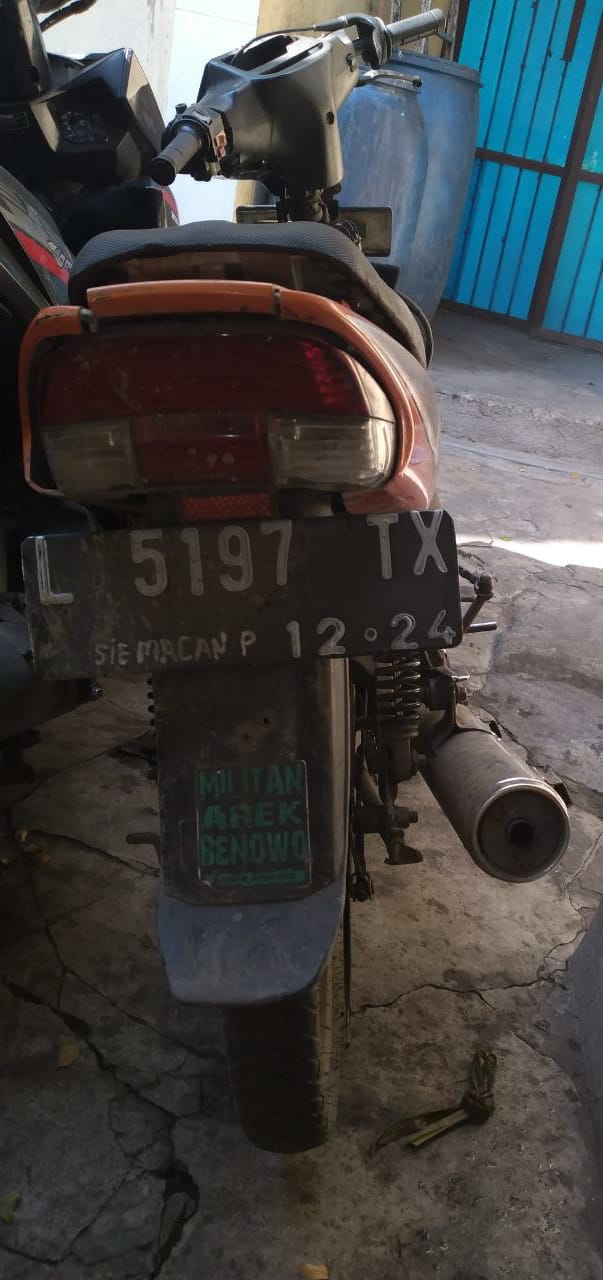 L 5197 TX
SiE MACAN P 12·24
MILITAN
AREK
BENOWO